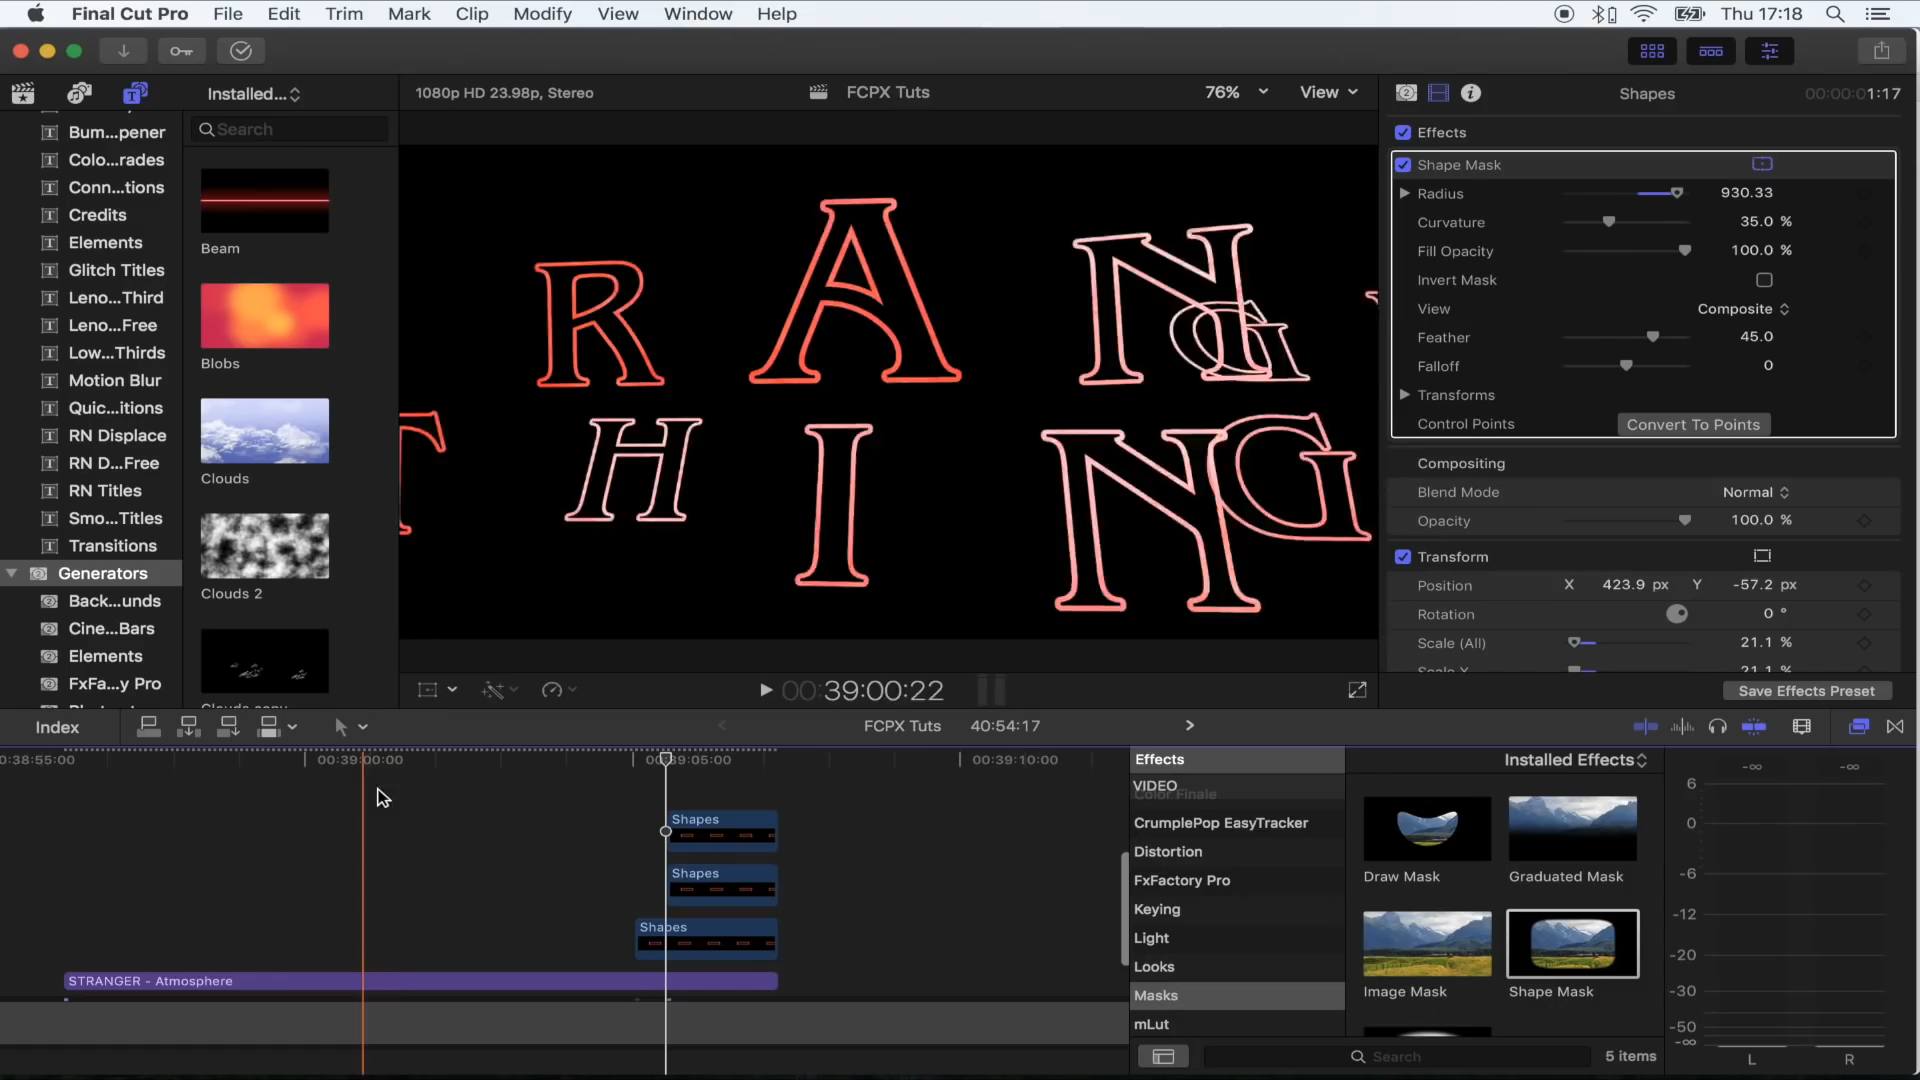 Final Cut Pro File Edit Trim Mark Clip Modify View Window Help Thu 17:18
Installed... 1080p HD 23.98p, Stereo FCPX Tuts 76% View Shapes 00:00:01:17
Search
Bum...pener
Colo...rades
Conn...tions
Credits
Elements
Glitch Titles
Leno...Third
Leno...Free
Low...Thirds
Motion Blur
Quic...itions
RN Displace
RN D...Free
RN Titles
Smo...Titles
Transitions
Generators
Back...unds
Cine...Bars
Elements
FxFa...y Pro
Beam
Blobs
Clouds
Clouds 2
R A N G
T H I N G
Effects
Shape Mask
Radius 930.33
Curvature 35.0 %
Fill Opacity 100.0 %
Invert Mask
View Composite
Feather 45.0
Falloff 0
Transforms
Control Points Convert To Points
Compositing
Blend Mode Normal
Opacity 100.0 %
Transform
Position X 423.9 px Y -57.2 px
Rotation 0 °
Scale (All) 21.1 %
Scale X 21.1 %
Save Effects Preset
00:39:00:22
Index FCPX Tuts 40:54:17
0:38:55:00 00:39:00:00 00:39:05:00 00:39:10:00
Shapes
Shapes
Shapes
STRANGER - Atmosphere
Effects Installed Effects
VIDEO
Color Finale
CrumplePop EasyTracker
Distortion
FxFactory Pro
Keying
Light
Looks
Masks
mLut
Draw Mask Graduated Mask
Image Mask Shape Mask
Search 5 items
-∞ -∞
6
0
-6
-12
-20
-30
-50
-∞
L R